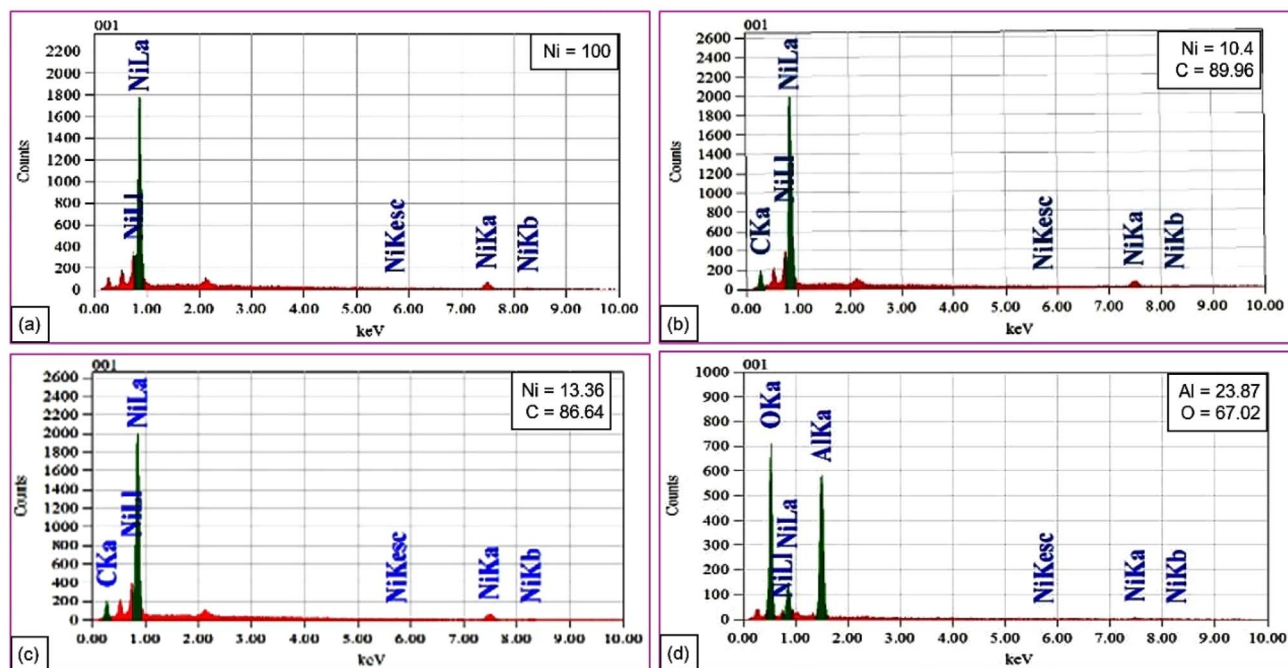 001
Ni = 100
2200
2000
1800
1600
1400
1200
1000
800
600
400
200
0
Counts
NiLl
NiLa
NiKesc
NiKa
NiKb
0.00 1.00 2.00 3.00 4.00 5.00 6.00 7.00 8.00 9.00 10.00
keV
(a)
001
Ni = 10.4
C = 89.96
2600
2400
2200
2000
1800
1600
1400
1200
1000
800
600
400
200
0
Counts
CKa
NiLl
NiLa
NiKesc
NiKa
NiKb
0.00 1.00 2.00 3.00 4.00 5.00 6.00 7.00 8.00 9.00 10.00
keV
(b)
001
Ni = 13.36
C = 86.64
2600
2400
2200
2000
1800
1600
1400
1200
1000
800
600
400
200
0
Counts
CKa
NiLl
NiLa
NiKesc
NiKa
NiKb
0.00 1.00 2.00 3.00 4.00 5.00 6.00 7.00 8.00 9.00 10.00
keV
(c)
001
Al = 23.87
O = 67.02
1000
900
800
700
600
500
400
300
200
100
0
Counts
OKa
NiLl
NiLa
AlKa
NiKesc
NiKa
NiKb
0.00 1.00 2.00 3.00 4.00 5.00 6.00 7.00 8.00 9.00 10.00
keV
(d)